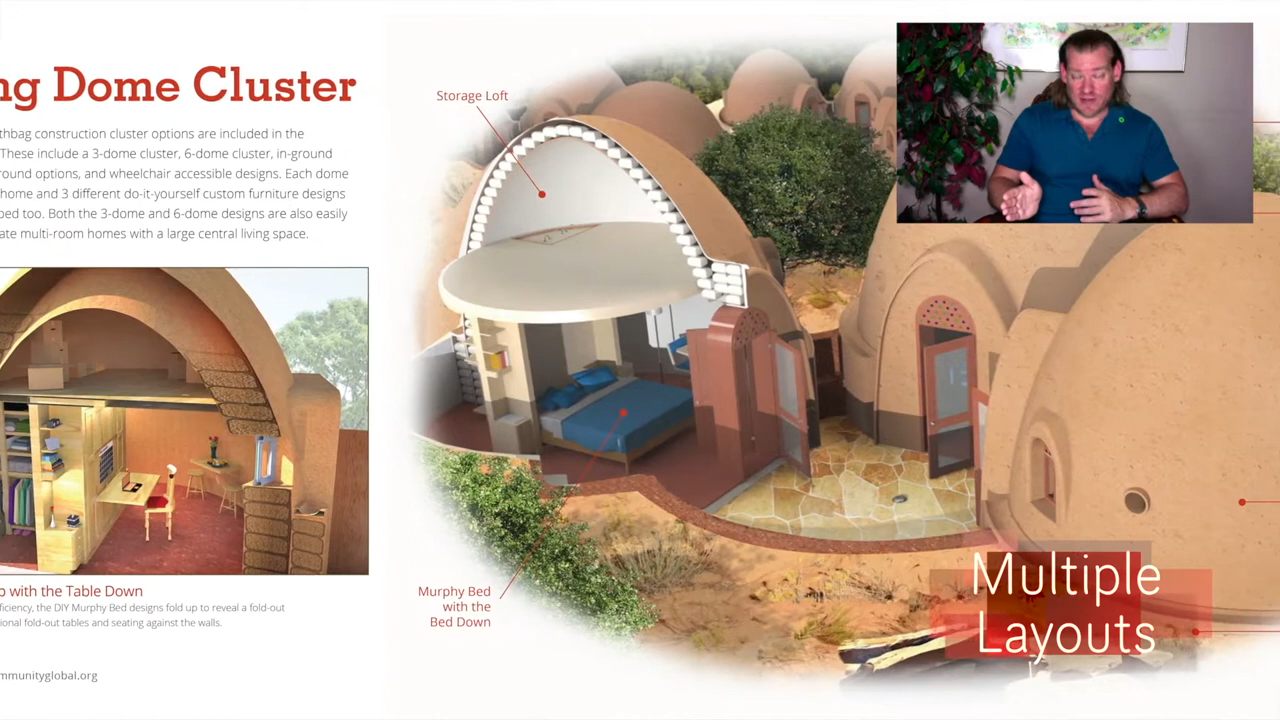 ng Dome Cluster
thbag construction cluster options are included in the
These include a 3-dome cluster, 6-dome cluster, in-ground
round options, and wheelchair accessible designs. Each dome
home and 3 different do-it-yourself custom furniture designs
ped too. Both the 3-dome and 6-dome designs are also easily
ate multi-room homes with a large central living space.
Storage Loft
Murphy Bed
with the
Bed Down
p with the Table Down
ficiency, the DIY Murphy Bed designs fold up to reveal a fold-out
ional fold-out tables and seating against the walls.
mmunityglobal.org
Multiple
Layouts